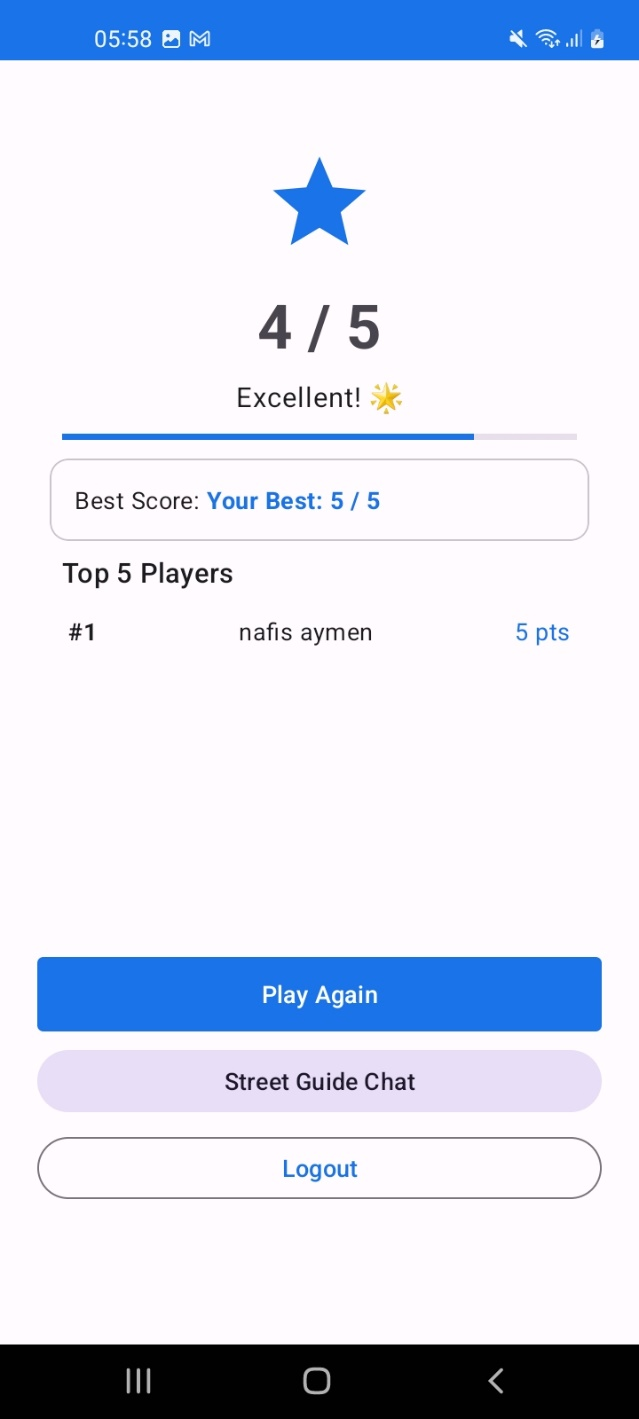 05:58
4 / 5
Excellent! 🌟
Best Score: Your Best: 5 / 5
Top 5 Players
#1 nafis aymen 5 pts
Play Again
Street Guide Chat
Logout